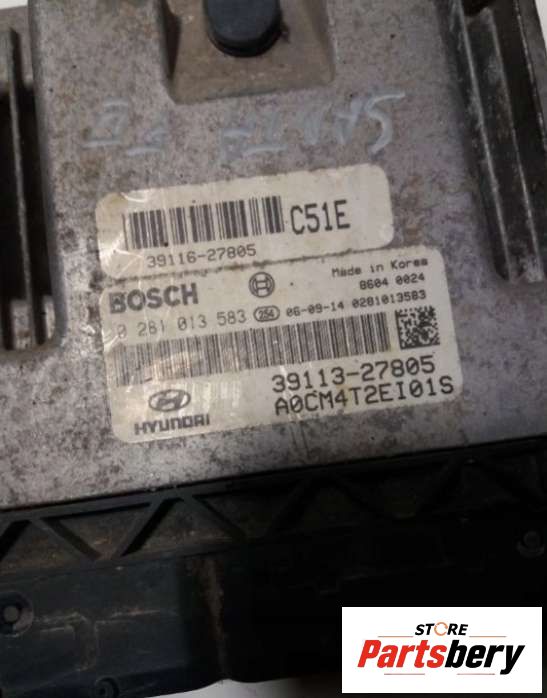 C51E
39116-27805
BOSCH
Made in Korea
8604 0024
0 281 013 583 254 06-09-14 0281013583
39113-27805
HYUNDAI
A0CM4T2EI01S
STORE
Partsbery